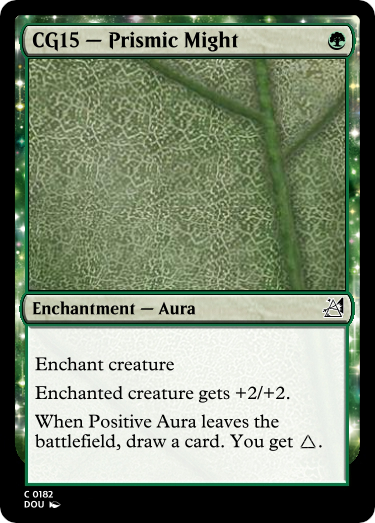 CG15 — Prismic Might
Enchantment — Aura
Enchant creature
Enchanted creature gets +2/+2.
When Positive Aura leaves the
battlefield, draw a card. You get △.
C 0182
DOU